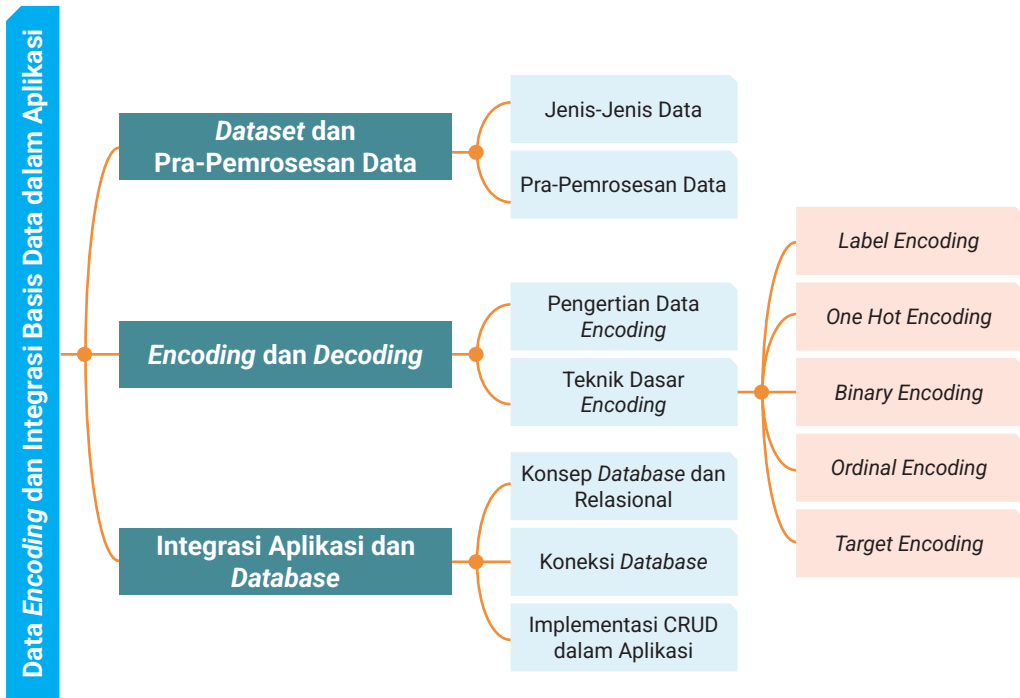 Data Encoding dan Integrasi Basis Data dalam Aplikasi
Dataset dan
Pra-Pemrosesan Data
Jenis-Jenis Data
Pra-Pemrosesan Data
Encoding dan Decoding
Pengertian Data
Encoding
Teknik Dasar
Encoding
Label Encoding
One Hot Encoding
Binary Encoding
Ordinal Encoding
Target Encoding
Integrasi Aplikasi dan
Database
Konsep Database dan
Relasional
Koneksi Database
Implementasi CRUD
dalam Aplikasi